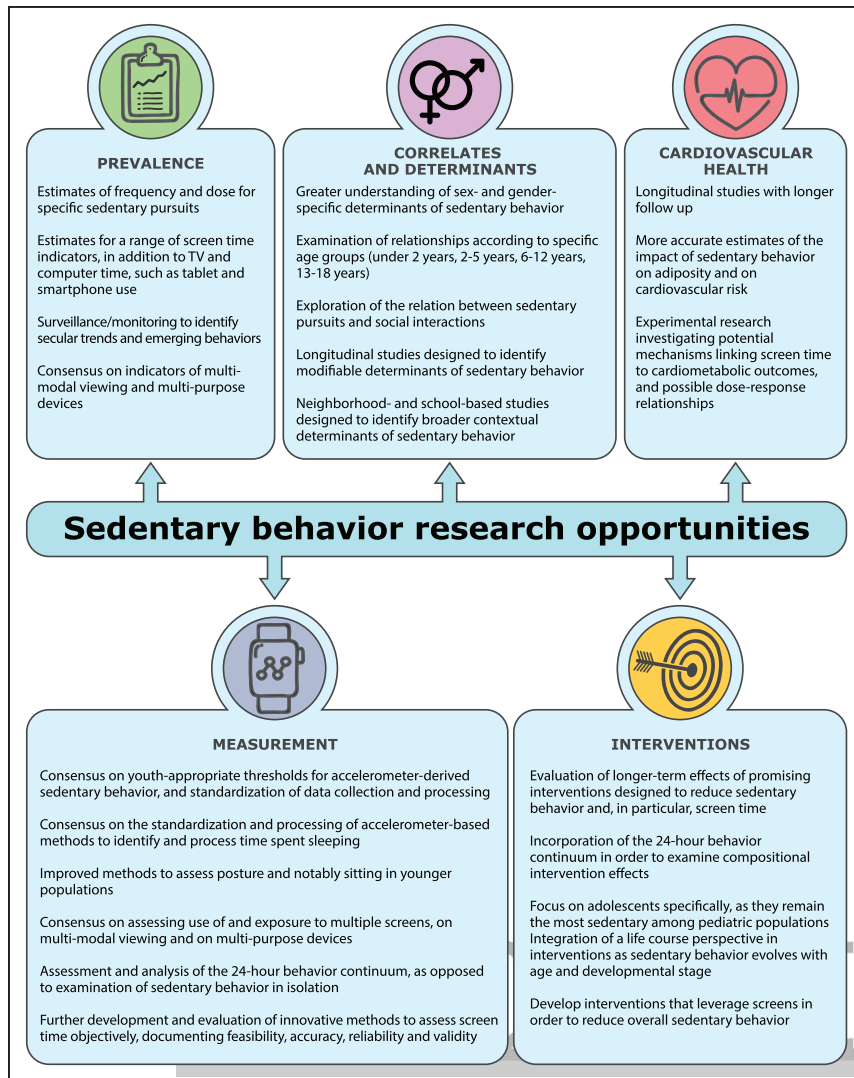 PREVALENCE
Estimates of frequency and dose for
specific sedentary pursuits
Estimates for a range of screen time
indicators, in addition to TV and
computer time, such as tablet and
smartphone use
Surveillance/monitoring to identify
secular trends and emerging behaviors
Consensus on indicators of multi-
modal viewing and multi-purpose
devices
CORRELATES
AND DETERMINANTS
Greater understanding of sex- and gender-
specific determinants of sedentary behavior
Examination of relationships according to specific
age groups (under 2 years, 2-5 years, 6-12 years,
13-18 years)
Exploration of the relation between sedentary
pursuits and social interactions
Longitudinal studies designed to identify
modifiable determinants of sedentary behavior
Neighborhood- and school-based studies
designed to identify broader contextual
determinants of sedentary behavior
CARDIOVASCULAR
HEALTH
Longitudinal studies with longer
follow up
More accurate estimates of the
impact of sedentary behavior
on adiposity and on
cardiovascular risk
Experimental research
investigating potential
mechanisms linking screen time
to cardiometabolic outcomes,
and possible dose-response
relationships
Sedentary behavior research opportunities
MEASUREMENT
Consensus on youth-appropriate thresholds for accelerometer-derived
sedentary behavior, and standardization of data collection and processing
Consensus on the standardization and processing of accelerometer-based
methods to identify and process time spent sleeping
Improved methods to assess posture and notably sitting in younger
populations
Consensus on assessing use of and exposure to multiple screens, on
multi-modal viewing and on multi-purpose devices
Assessment and analysis of the 24-hour behavior continuum, as opposed
to examination of sedentary behavior in isolation
Further development and evaluation of innovative methods to assess screen
time objectively, documenting feasibility, accuracy, reliability and validity
INTERVENTIONS
Evaluation of longer-term effects of promising
interventions designed to reduce sedentary
behavior and, in particular, screen time
Incorporation of the 24-hour behavior
continuum in order to examine compositional
intervention effects
Focus on adolescents specifically, as they remain
the most sedentary among pediatric populations
Integration of a life course perspective in
interventions as sedentary behavior evolves with
age and developmental stage
Develop interventions that leverage screens in
order to reduce overall sedentary behavior